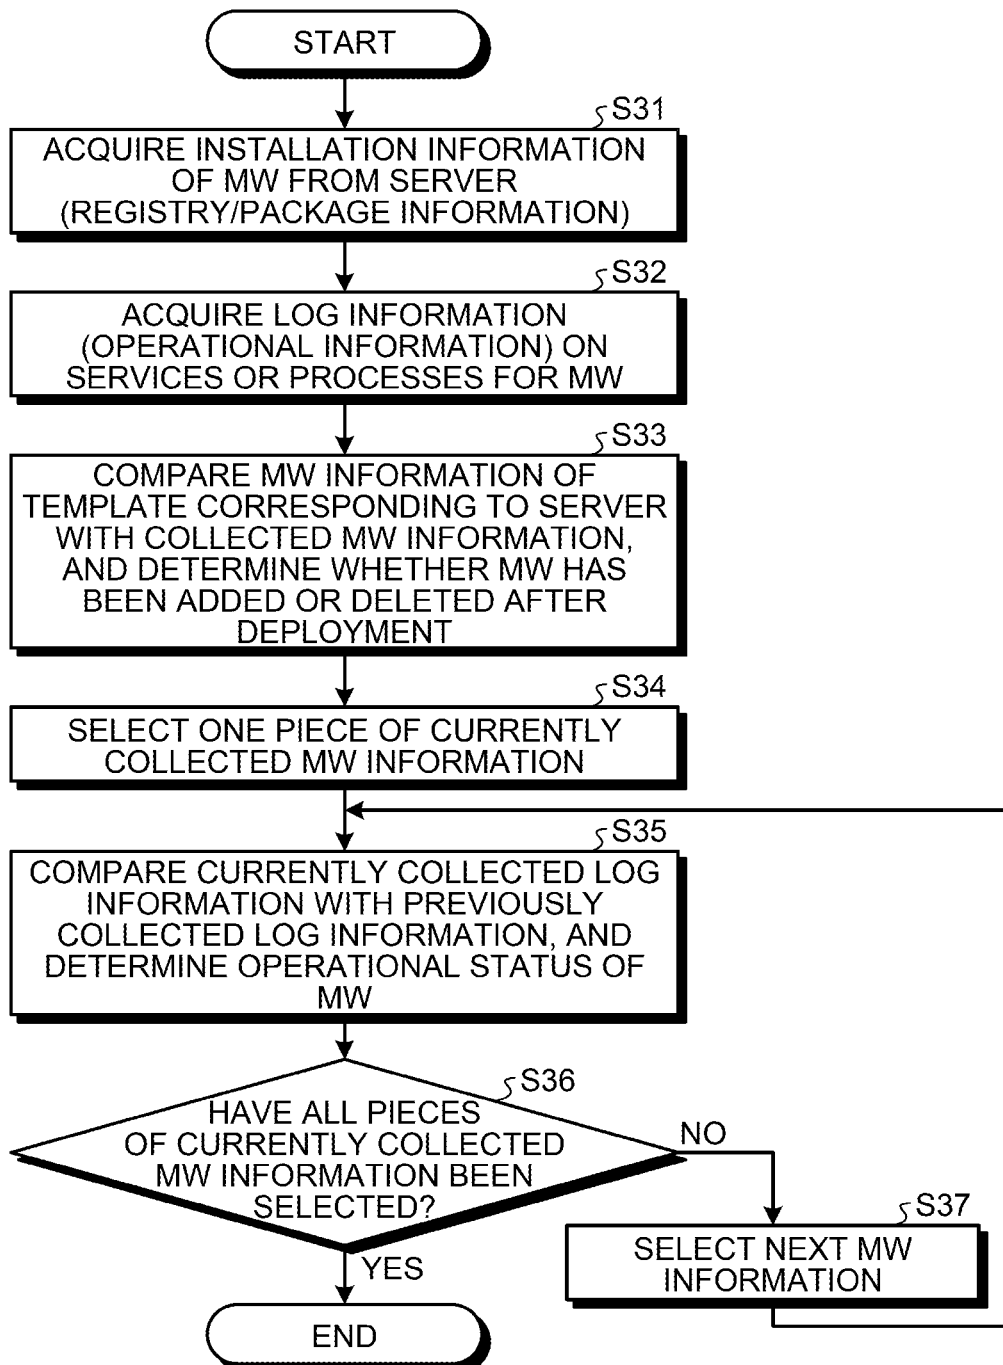 START
S31
ACQUIRE INSTALLATION INFORMATION
OF MW FROM SERVER
(REGISTRY/PACKAGE INFORMATION)
S32
ACQUIRE LOG INFORMATION
(OPERATIONAL INFORMATION) ON
SERVICES OR PROCESSES FOR MW
S33
COMPARE MW INFORMATION OF
TEMPLATE CORRESPONDING TO SERVER
WITH COLLECTED MW INFORMATION,
AND DETERMINE WHETHER MW HAS
BEEN ADDED OR DELETED AFTER
DEPLOYMENT
S34
SELECT ONE PIECE OF CURRENTLY
COLLECTED MW INFORMATION
S35
COMPARE CURRENTLY COLLECTED LOG
INFORMATION WITH PREVIOUSLY
COLLECTED LOG INFORMATION, AND
DETERMINE OPERATIONAL STATUS OF
MW
S36
HAVE ALL PIECES
OF CURRENTLY COLLECTED
MW INFORMATION BEEN
SELECTED?
NO
S37
SELECT NEXT MW
INFORMATION
YES
END